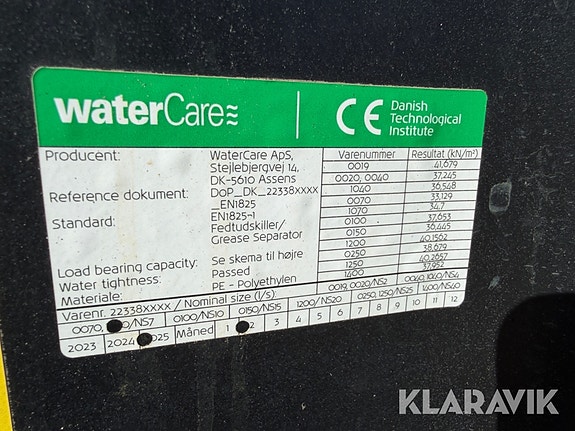 waterCare
CE Danish
Technological
Institute
Producent: WaterCare ApS,
Stejlebjergvej 14,
DK-5610 Assens
Reference dokument: DOP_DK_22338XXXX
_EN1825
Standard: EN1825-1
Fedtudskiller/
Grease Separator
Load bearing capacity: Se skema til højre
Water tightness: Passed
Materiale: PE - Polyethylen
Varenummer Resultat (kN/m²)
0019 41,679
0020, 0040 37,245
1040 36,548
0070 33,129
1070 34,7
0100 37,653
0150 36,445
1200 40,1562
0250 38,679
1250 40,2657
1400 37,952
Varenr. 22338XXXX / Nominal size (l/s): 0019, 0020/NS2 0040,1040/NS4
0070, 0/NS7 0100/NS10 0150/NS15 1200/NS20 0250, 1250/NS25 1400/NS40
2023 2024 025 Måned 1 2 3 4 5 6 7 8 9 10 11 12
KLARAVIK